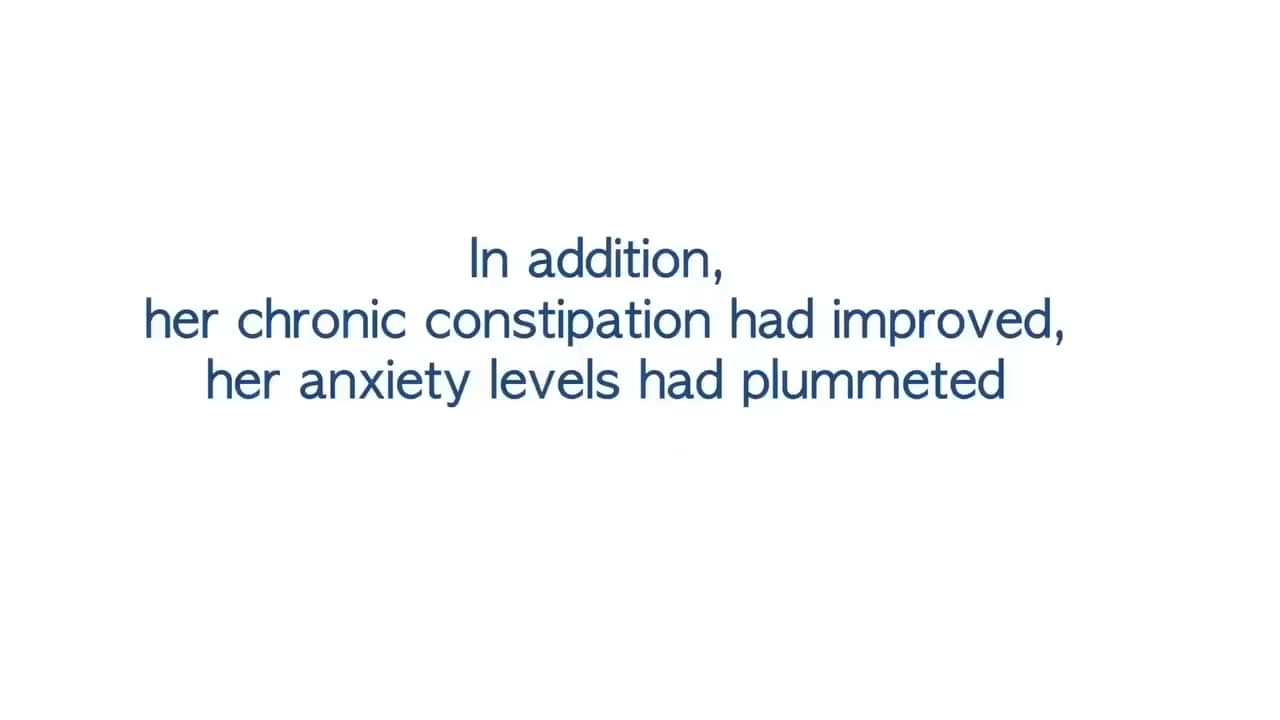 In addition,
her chronic constipation had improved,
her anxiety levels had plummeted